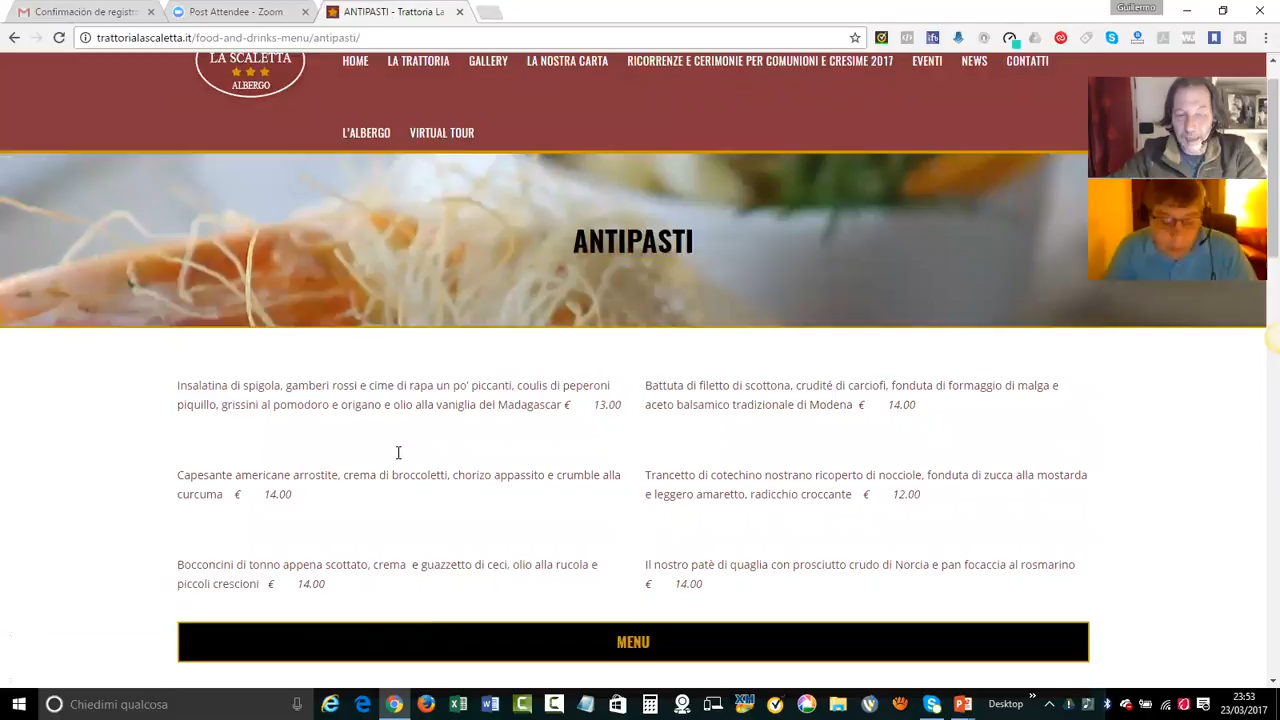 Confirmación de registr
Post Attendee - Zoom
ANTIPASTI - Trattoria La
Guillermo
trattorialascaletta.it/food-and-drinks-menu/antipasti/
LA SCALETTA
ALBERGO
HOME LA TRATTORIA GALLERY LA NOSTRA CARTA RICORRENZE E CERIMONIE PER COMUNIONI E CRESIME 2017 EVENTI NEWS CONTATTI
L'ALBERGO VIRTUAL TOUR
ANTIPASTI
Insalatina di spigola, gamberi rossi e cime di rapa un po' piccanti, coulis di peperoni
piquillo, grissini al pomodoro e origano e olio alla vaniglia del Madagascar € 13.00
Battuta di filetto di scottona, crudité di carciofi, fonduta di formaggio di malga e
aceto balsamico tradizionale di Modena € 14.00
Capesante americane arrostite, crema di broccoletti, chorizo appassito e crumble alla
curcuma € 14.00
Trancetto di cotechino nostrano ricoperto di nocciole, fonduta di zucca alla mostarda
e leggero amaretto, radicchio croccante € 12.00
Bocconcini di tonno appena scottato, crema e guazzetto di ceci, olio alla rucola e
piccoli crescioni € 14.00
Il nostro patè di quaglia con prosciutto crudo di Norcia e pan focaccia al rosmarino
€ 14.00
MENU
Chiedimi qualcosa
Desktop
23:53
23/03/2017